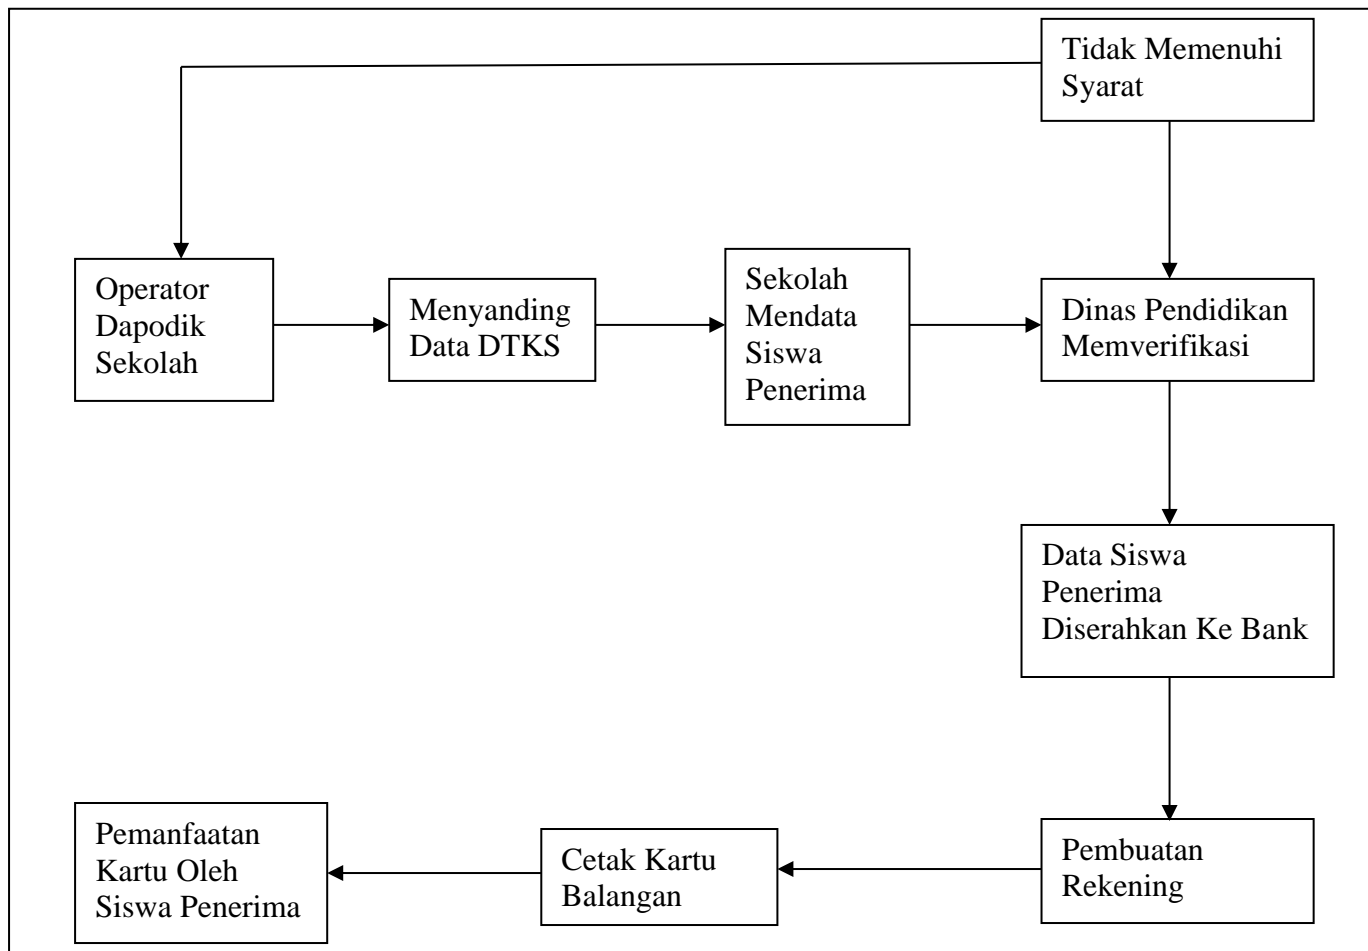 Tidak Memenuhi
Syarat
Operator
Dapodik
Sekolah
Menyanding
Data DTKS
Sekolah
Mendata
Siswa
Penerima
Dinas Pendidikan
Memverifikasi
Data Siswa
Penerima
Diserahkan Ke Bank
Pembuatan
Rekening
Cetak Kartu
Balangan
Pemanfaatan
Kartu Oleh
Siswa Penerima